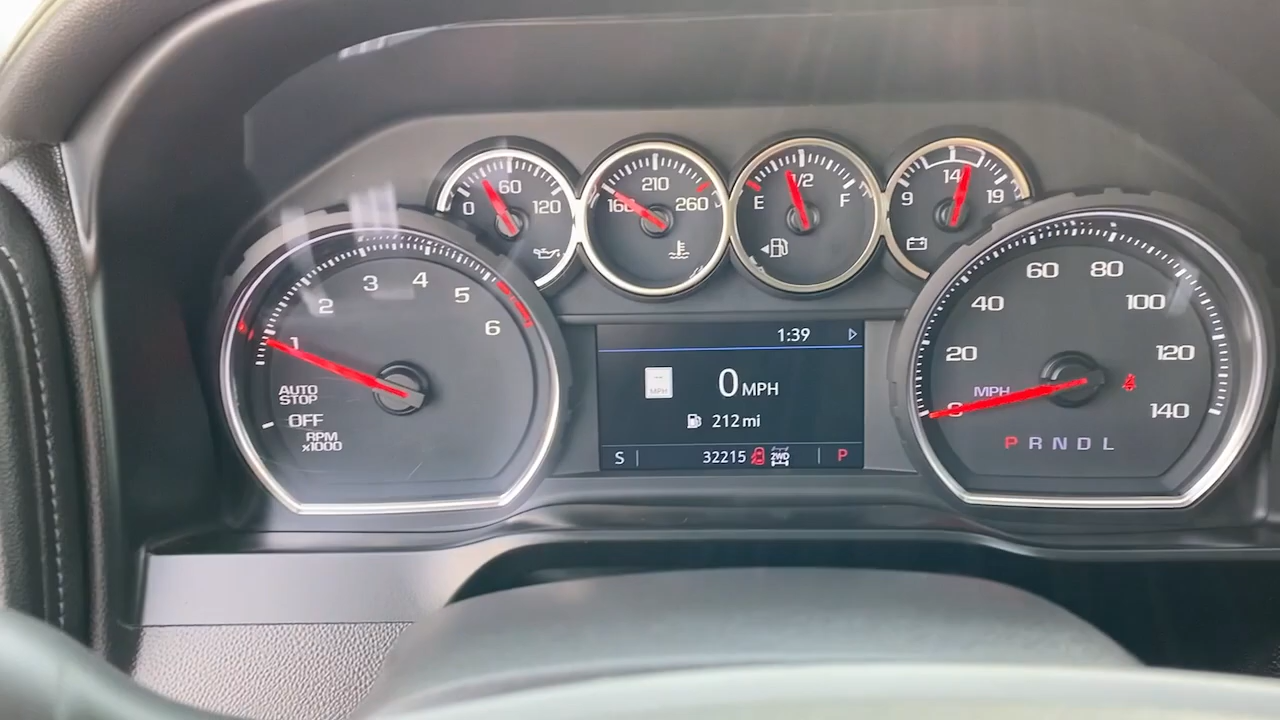 0 60 120
160 210 260
E 1/2 F
9 14 19
1 2 3 4 5 6
AUTO
STOP
OFF
RPM
x1000
1:39
MPH
0 MPH
212 mi
S 32215 2WD P
0 20 40 60 80 100 120 140
MPH
P R N D L